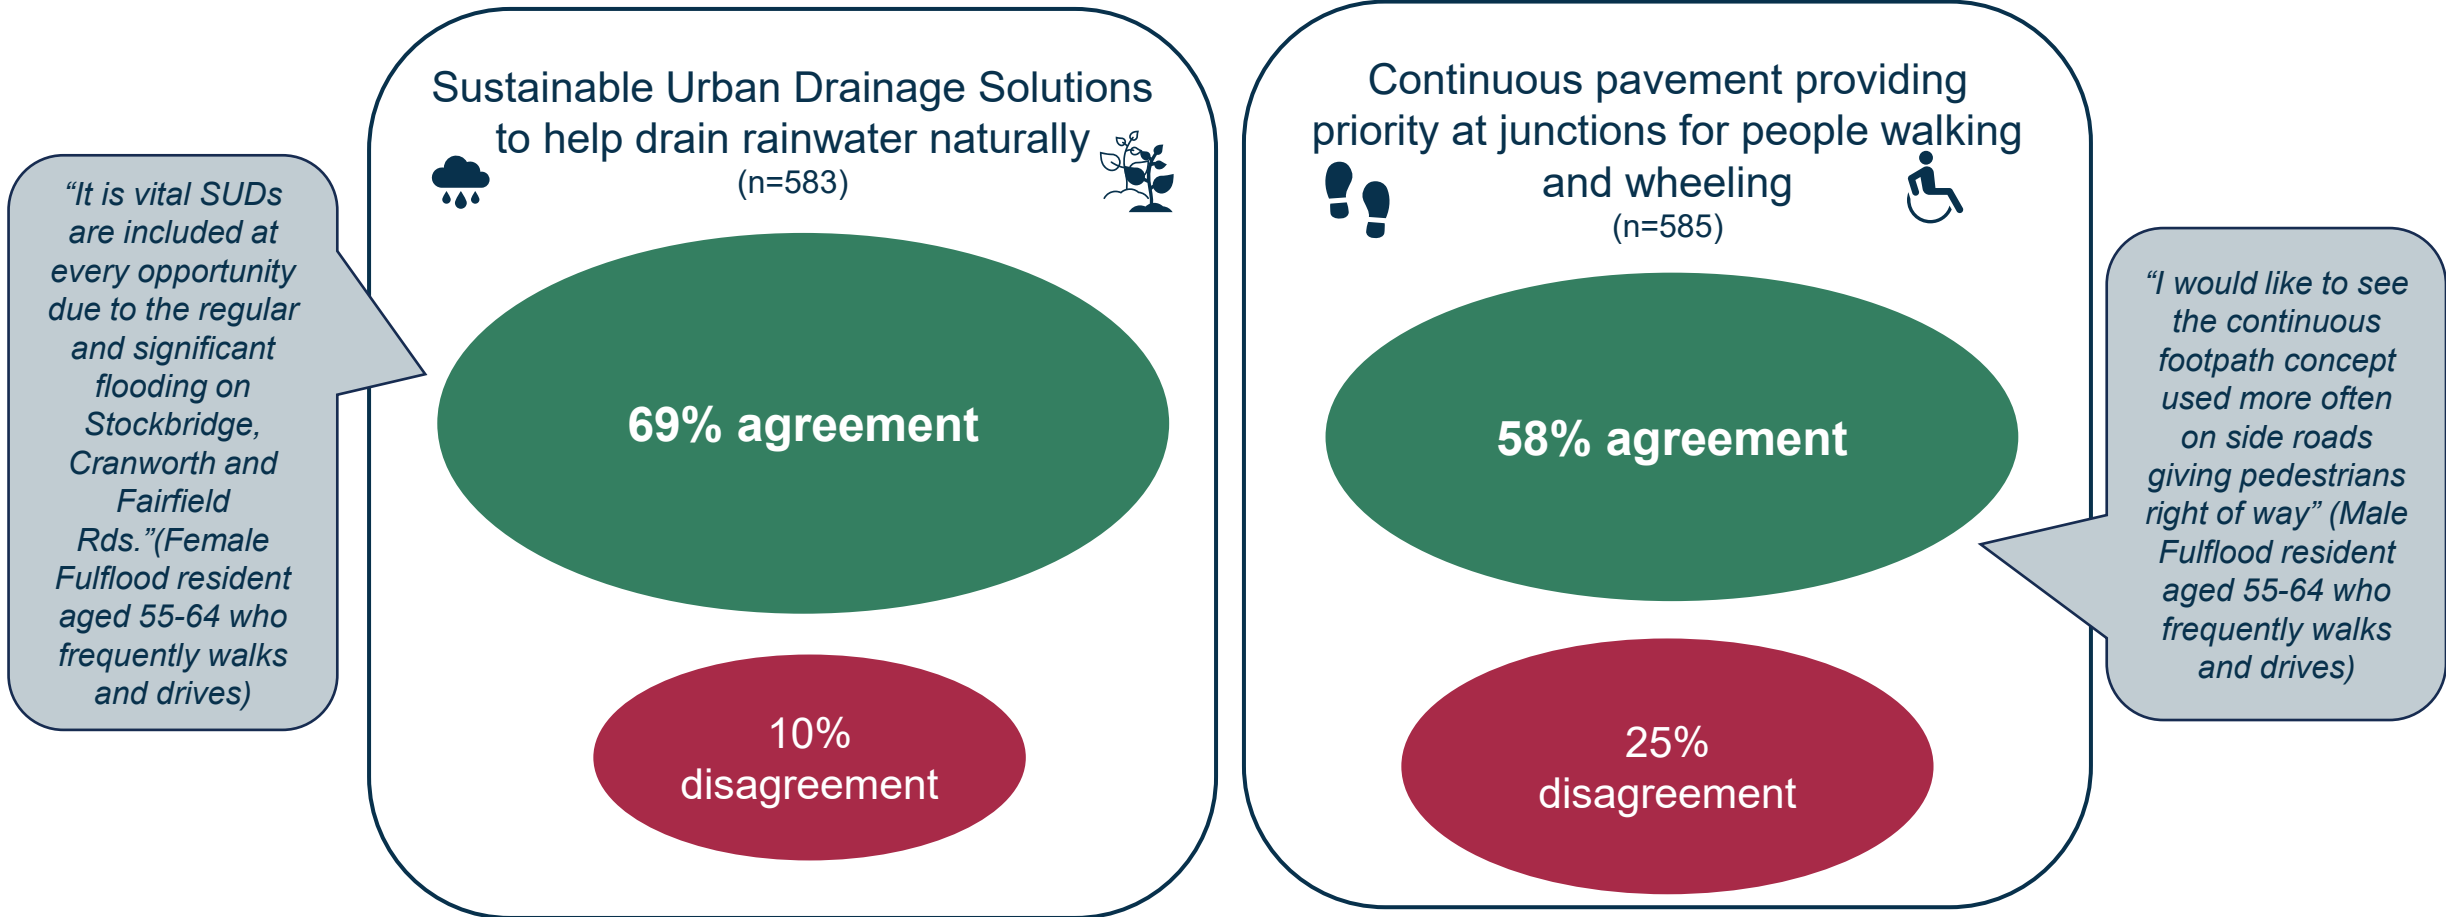 “It is vital SUDs
are included at
every opportunity
due to the regular
and significant
flooding on
Stockbridge,
Cranworth and
Fairfield
Rds.”(Female
Fulflood resident
aged 55-64 who
frequently walks
and drives)
Sustainable Urban Drainage Solutions
to help drain rainwater naturally
(n=583)
69% agreement
10%
disagreement
Continuous pavement providing
priority at junctions for people walking
and wheeling
(n=585)
58% agreement
25%
disagreement
“I would like to see
the continuous
footpath concept
used more often
on side roads
giving pedestrians
right of way” (Male
Fulflood resident
aged 55-64 who
frequently walks
and drives)